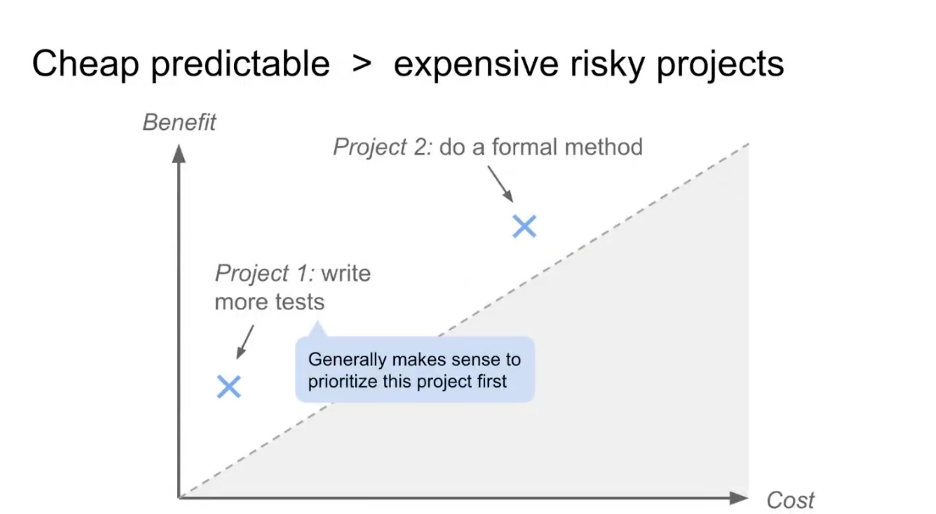 Cheap predictable > expensive risky projects
Benefit
Project 2: do a formal method
Project 1: write
more tests
Generally makes sense to
prioritize this project first
Cost